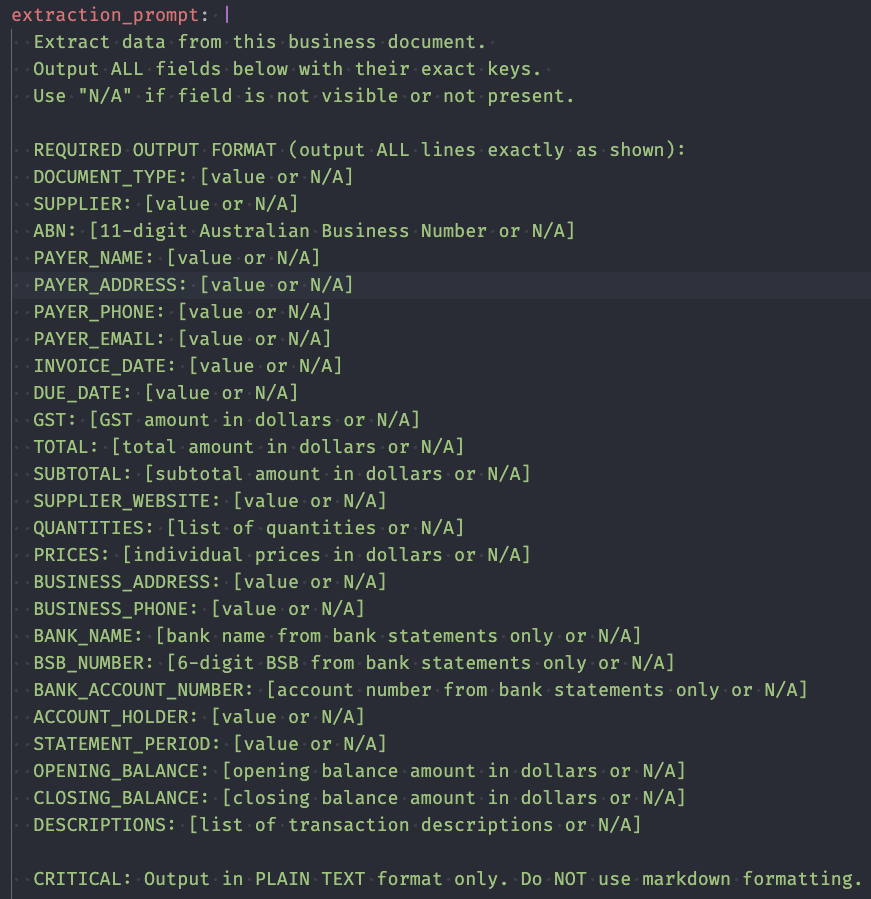 extraction_prompt: |
Extract data from this business document.
Output ALL fields below with their exact keys.
Use "N/A" if field is not visible or not present.
REQUIRED OUTPUT FORMAT (output ALL lines exactly as shown):
DOCUMENT_TYPE: [value or N/A]
SUPPLIER: [value or N/A]
ABN: [11-digit Australian Business Number or N/A]
PAYER_NAME: [value or N/A]
PAYER_ADDRESS: [value or N/A]
PAYER_PHONE: [value or N/A]
PAYER_EMAIL: [value or N/A]
INVOICE_DATE: [value or N/A]
DUE_DATE: [value or N/A]
GST: [GST amount in dollars or N/A]
TOTAL: [total amount in dollars or N/A]
SUBTOTAL: [subtotal amount in dollars or N/A]
SUPPLIER_WEBSITE: [value or N/A]
QUANTITIES: [list of quantities or N/A]
PRICES: [individual prices in dollars or N/A]
BUSINESS_ADDRESS: [value or N/A]
BUSINESS_PHONE: [value or N/A]
BANK_NAME: [bank name from bank statements only or N/A]
BSB_NUMBER: [6-digit BSB from bank statements only or N/A]
BANK_ACCOUNT_NUMBER: [account number from bank statements only or N/A]
ACCOUNT_HOLDER: [value or N/A]
STATEMENT_PERIOD: [value or N/A]
OPENING_BALANCE: [opening balance amount in dollars or N/A]
CLOSING_BALANCE: [closing balance amount in dollars or N/A]
DESCRIPTIONS: [list of transaction descriptions or N/A]
CRITICAL: Output in PLAIN TEXT format only. Do NOT use markdown formatting.